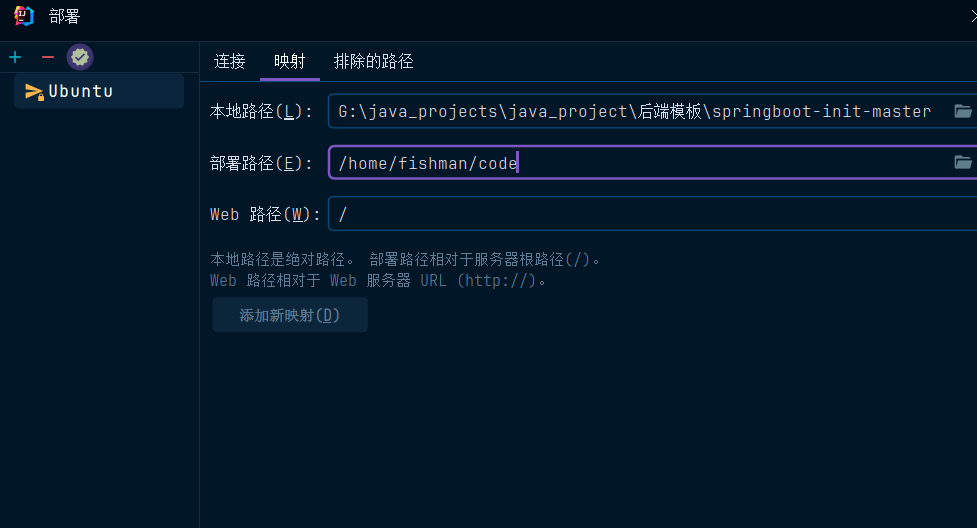 部署
Ubuntu
连接 映射 排除的路径
本地路径(L): G:\java_projects\java_project\后端模板\springboot-init-master
部署路径(E): /home/fishman/code
Web 路径(W): /
本地路径是绝对路径。 部署路径相对于服务器根路径(/)。
Web 路径相对于 Web 服务器 URL (http://)。
添加新映射(D)